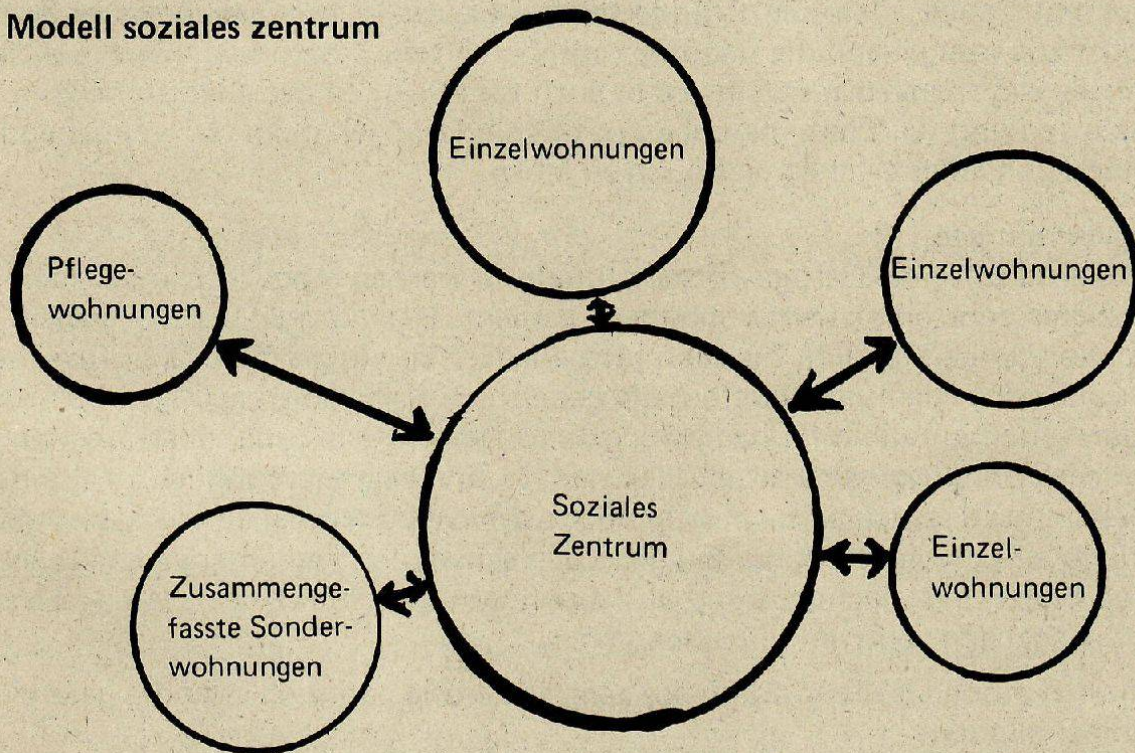 Modell soziales zentrum
Einzelwohnungen
Pflege-
wohnungen
Einzelwohnungen
Soziales
Zentrum
Einzel-
wohnungen
Zusammenge-
fasste Sonder-
wohnungen